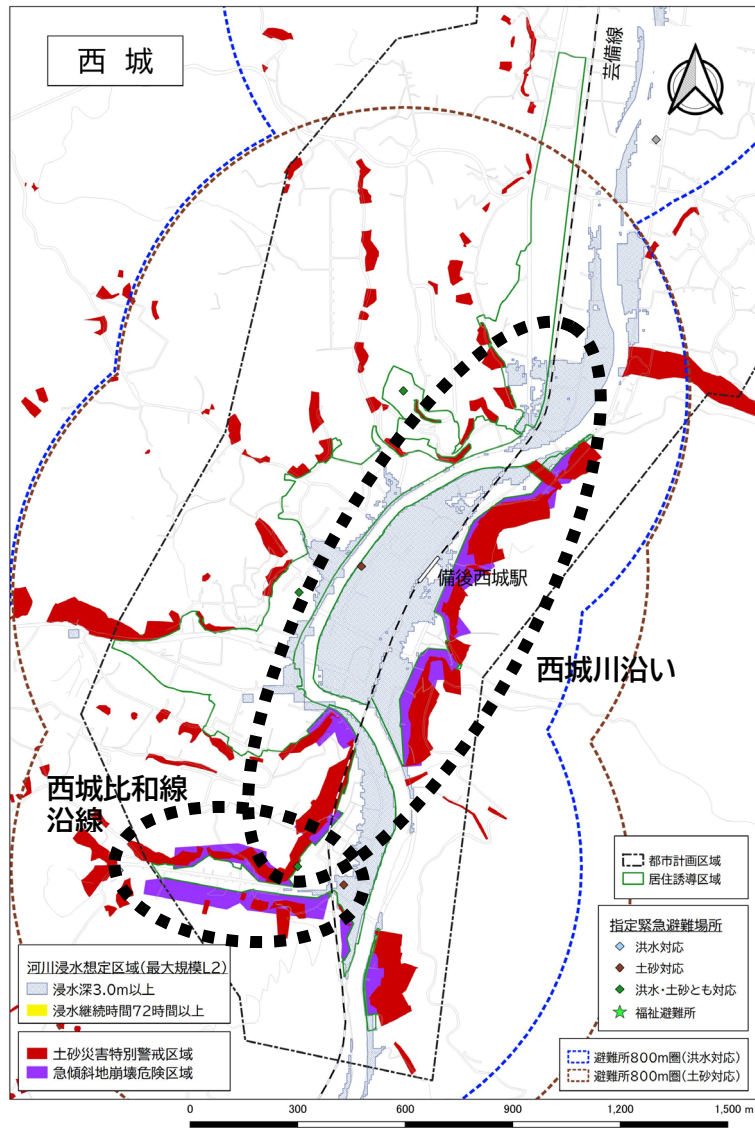 西 城
芸備線
備後西城駅
西城川沿い
西城比和線
沿線
都市計画区域
居住誘導区域
指定緊急避難場所
洪水対応
土砂対応
洪水・土砂とも対応
福祉避難所
河川浸水想定区域(最大規模L2)
浸水深3.0m以上
浸水継続時間72時間以上
土砂災害特別警戒区域
急傾斜地崩壊危険区域
避難所800m圏(洪水対応)
避難所800m圏(土砂対応)
0 300 600 900 1,200 1,500 m